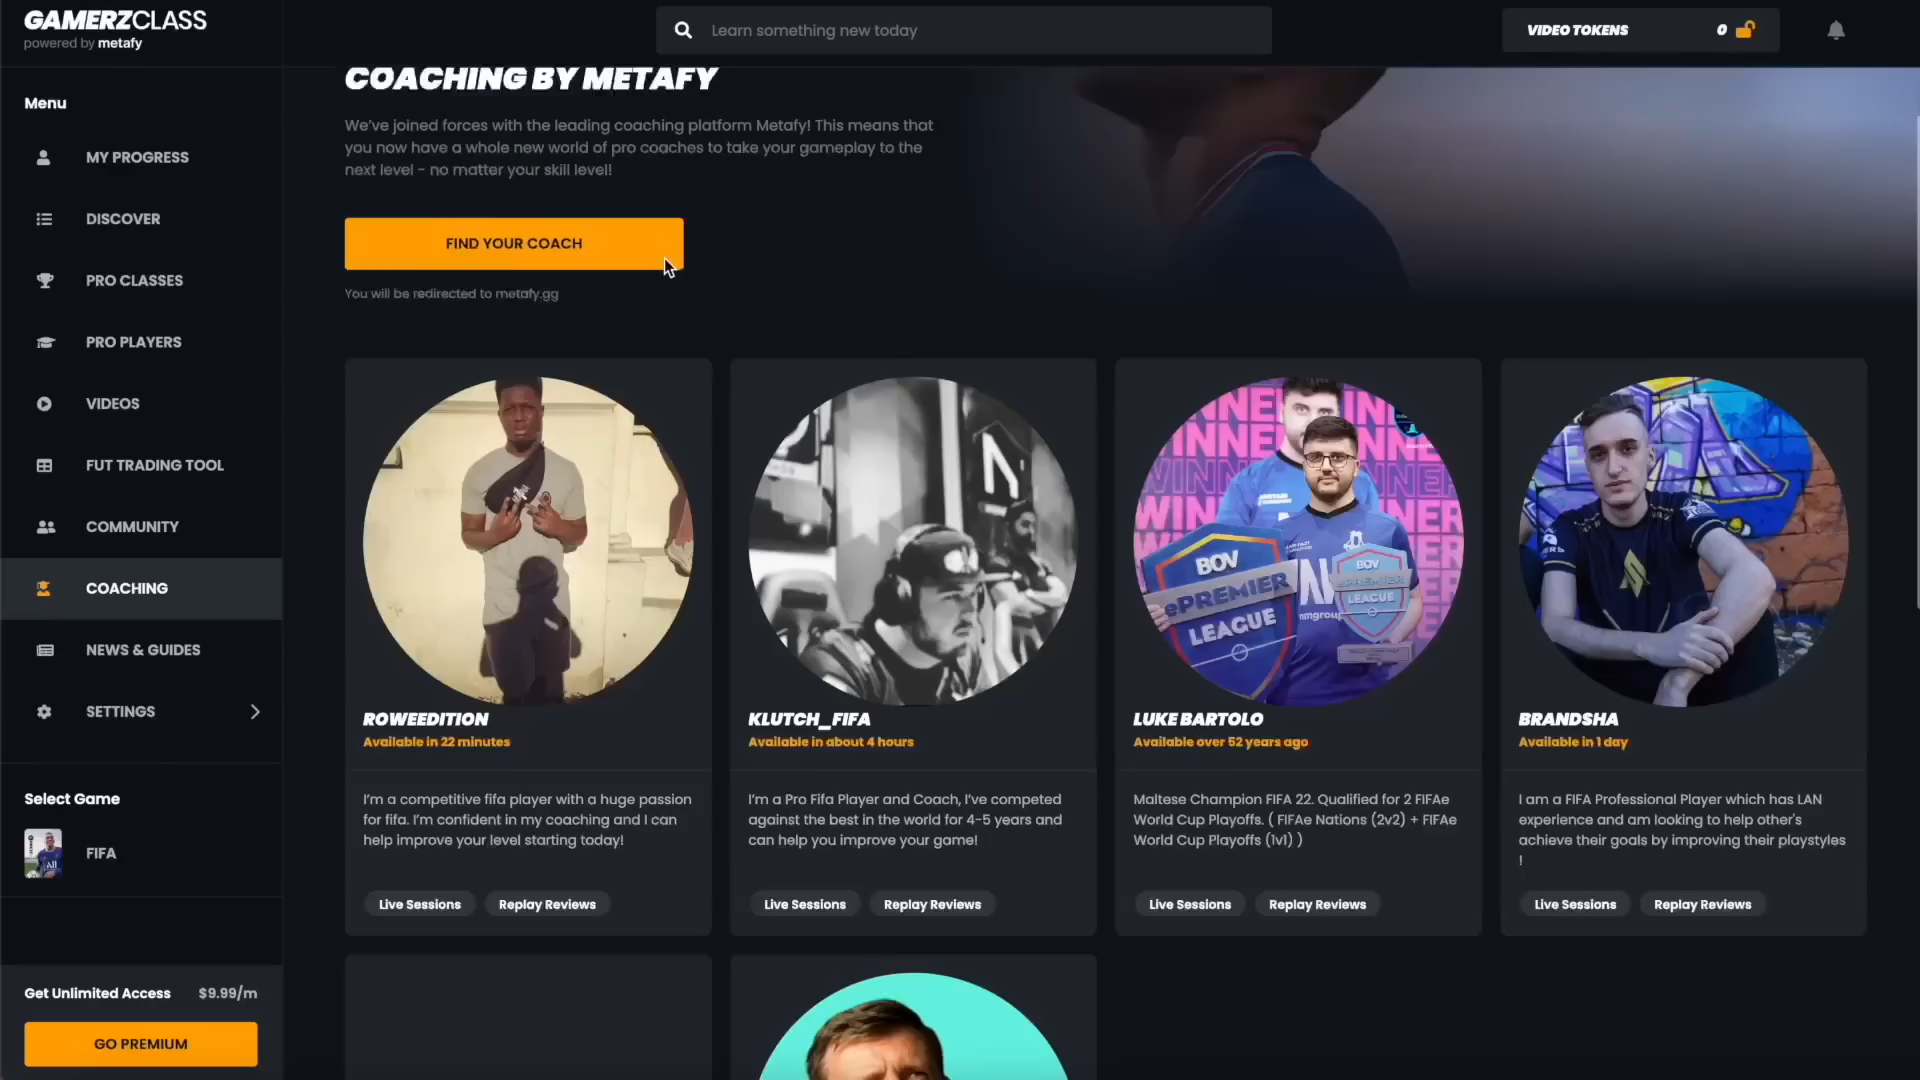 GAMERZCLASS
powered by metafy
Learn something new today
VIDEO TOKENS 0
Menu
MY PROGRESS
DISCOVER
PRO CLASSES
PRO PLAYERS
VIDEOS
FUT TRADING TOOL
COMMUNITY
COACHING
NEWS & GUIDES
SETTINGS
Select Game
FIFA
Get Unlimited Access $9.99/m
GO PREMIUM
COACHING BY METAFY
We've joined forces with the leading coaching platform Metafy! This means that
you now have a whole new world of pro coaches to take your gameplay to the
next level - no matter your skill level!
FIND YOUR COACH
You will be redirected to metafy.gg
ROWEEDITION
Available in 22 minutes
I'm a competitive fifa player with a huge passion
for fifa. I'm confident in my coaching and I can
help improve your level starting today!
Live Sessions Replay Reviews
KLUTCH_FIFA
Available in about 4 hours
I'm a Pro Fifa Player and Coach, I've competed
against the best in the world for 4-5 years and
can help you improve your game!
Live Sessions Replay Reviews
WINNER
BOV
ePREMIER
LEAGUE
BOV
ePREMIER
LEAGUE
LUKE BARTOLO
Available over 52 years ago
Maltese Champion FIFA 22. Qualified for 2 FIFAe
World Cup Playoffs. ( FIFAe Nations (2v2) + FIFAe
World Cup Playoffs (1v1) )
Live Sessions Replay Reviews
BRANDSHA
Available in 1 day
I am a FIFA Professional Player which has LAN
experience and am looking to help other's
achieve their goals by improving their playstyles
!
Live Sessions Replay Reviews